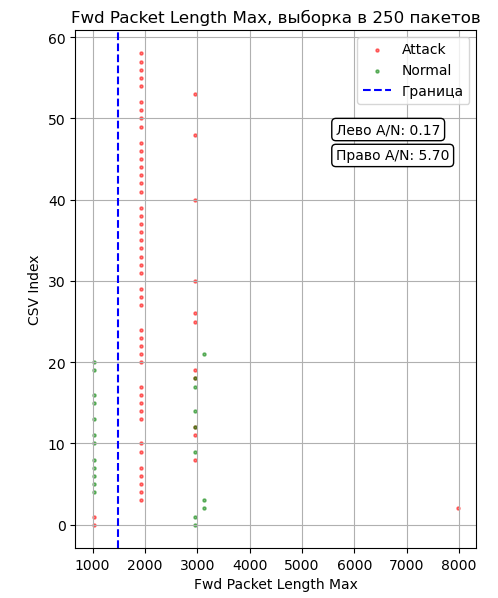 Fwd Packet Length Max, выборка в 250 пакетов
Attack
Normal
Граница
Лево A/N: 0.17
Право A/N: 5.70
CSV Index
60
50
40
30
20
10
0
1000 2000 3000 4000 5000 6000 7000 8000
Fwd Packet Length Max